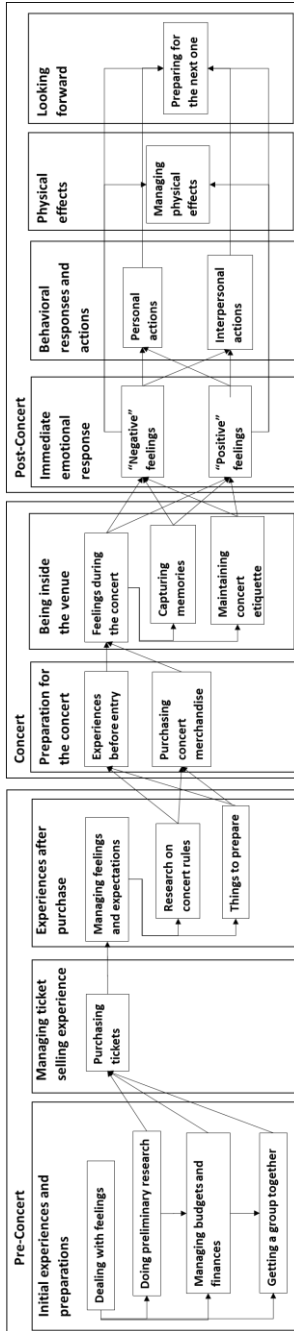 Pre-Concert
Initial experiences and
preparations
Dealing with feelings
Doing preliminary research
Managing budgets and
finances
Getting a group together
Managing ticket
selling experience
Purchasing
tickets
Experiences after
purchase
Managing feelings
and expectations
Research on
concert rules
Things to prepare
Concert
Preparation for
the concert
Experiences
before entry
Purchasing
concert
merchandise
Being inside
the venue
Feelings during
the concert
Capturing
memories
Maintaining
concert
etiquette
Post-Concert
Immediate
emotional
response
“Negative”
feelings
“Positive”
feelings
Behavioral
responses and
actions
Personal
actions
Interpersonal
actions
Physical
effects
Managing
physical
effects
Looking
forward
Preparing for
the next one